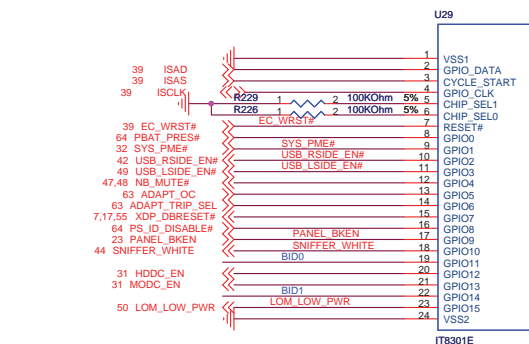 U29
1 VSS1
39 ISAD 2 GPIO_DATA
39 ISAS 3 CYCLE_START
39 ISCLK 4 GPIO_CLK
R229 1 2 100KOhm 5% 5 CHIP_SEL1
R226 1 2 100KOhm 5% 6 CHIP_SEL0
39 EC_WRST# EC_WRST# 7 RESET#
64 PBAT_PRES# 8 GPIO0
32 SYS_PME# SYS_PME# 9 GPIO1
42 USB_RSIDE_EN# USB_RSIDE_EN# 10 GPIO2
49 USB_LSIDE_EN# USB_LSIDE_EN# 11 GPIO3
47,48 NB_MUTE# 12 GPIO4
63 ADAPT_OC 13 GPIO5
63 ADAPT_TRIP_SEL 14 GPIO6
7,17,55 XDP_DBRESET# 15 GPIO7
64 PS_ID_DISABLE# 16 GPIO8
23 PANEL_BKEN PANEL_BKEN 17 GPIO9
44 SNIFFER_WHITE SNIFFER_WHITE 18 GPIO10
BID0 19 GPIO11
31 HDDC_EN 20 GPIO12
31 MODC_EN 21 GPIO13
BID1 22 GPIO14
50 LOM_LOW_PWR LOM_LOW_PWR 23 GPIO15
24 VSS2
IT8301E